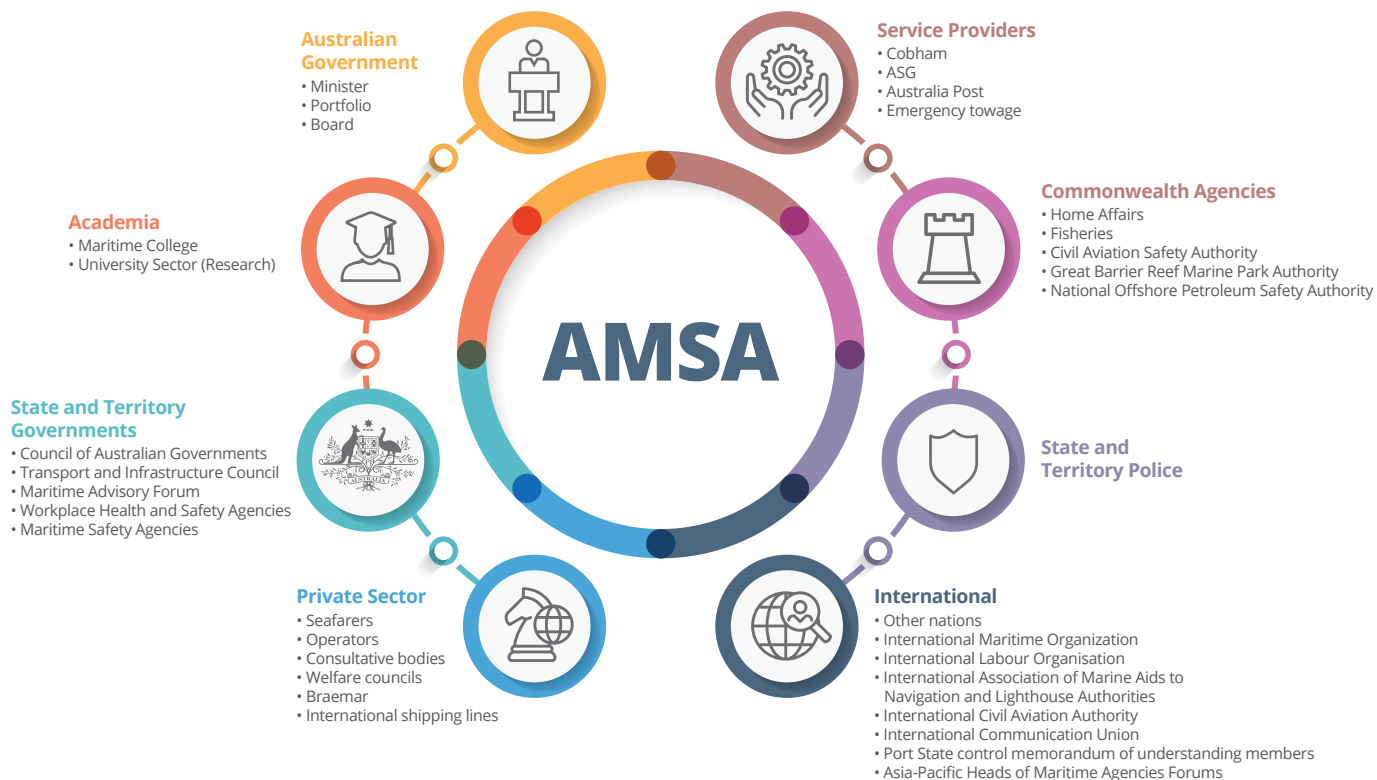 Australian
Government
• Minister
• Portfolio
• Board
Service Providers
• Cobham
• ASG
• Australia Post
• Emergency towage
Academia
• Maritime College
• University Sector (Research)
Commonwealth Agencies
• Home Affairs
• Fisheries
• Civil Aviation Safety Authority
• Great Barrier Reef Marine Park Authority
• National Offshore Petroleum Safety Authority
AMSA
State and Territory
Governments
• Council of Australian Governments
• Transport and Infrastructure Council
• Maritime Advisory Forum
• Workplace Health and Safety Agencies
• Maritime Safety Agencies
AUSTRALIA
State and
Territory Police
Private Sector
• Seafarers
• Operators
• Consultative bodies
• Welfare councils
• Braemar
• International shipping lines
International
• Other nations
• International Maritime Organization
• International Labour Organisation
• International Association of Marine Aids to
Navigation and Lighthouse Authorities
• International Civil Aviation Authority
• International Communication Union
• Port State control memorandum of understanding members
• Asia-Pacific Heads of Maritime Agencies Forums